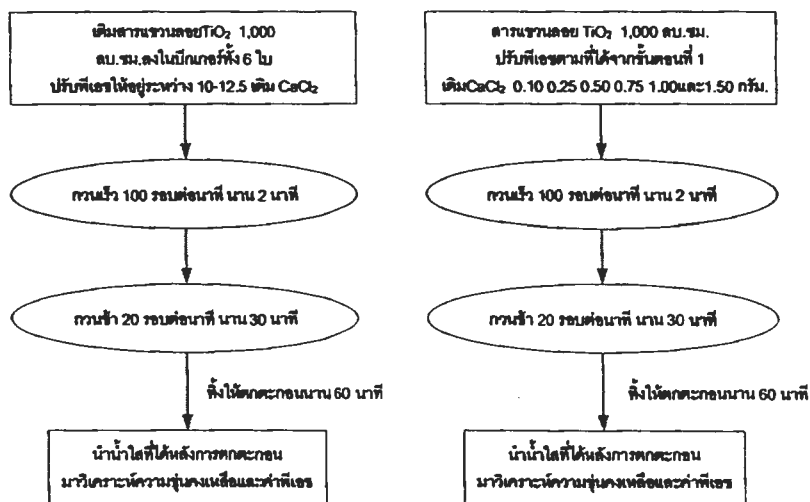 เติมสารแขวนลอยTiO₂ 1,000
ลบ.ซม.ลงในบีกเกอร์ทั้ง 6 ใบ
ปรับพีเอชให้อยู่ระหว่าง 10-12.5 เติม CaCl₂
กวนเร็ว 100 รอบต่อนาที นาน 2 นาที
กวนช้า 20 รอบต่อนาที นาน 30 นาที
ทิ้งให้ตกตะกอนนาน 60 นาที
นำน้ำใสที่ได้หลังการตกตะกอน
มาวิเคราะห์ความขุ่นคงเหลือและค่าพีเอช
สารแขวนลอย TiO₂ 1,000 ลบ.ซม.
ปรับพีเอชตามที่ได้จากขั้นตอนที่ 1
เติมCaCl₂ 0.10 0.25 0.50 0.75 1.00และ1.50 กรัม.
กวนเร็ว 100 รอบต่อนาที นาน 2 นาที
กวนช้า 20 รอบต่อนาที นาน 30 นาที
ทิ้งให้ตกตะกอนนาน 60 นาที
นำน้ำใสที่ได้หลังการตกตะกอน
มาวิเคราะห์ความขุ่นคงเหลือและค่าพีเอช